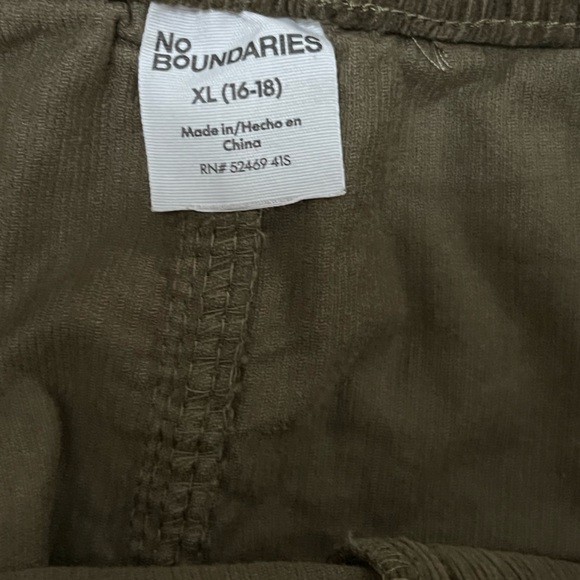 No
BOUNDARIES
XL (16-18)
Made in/Hecho en
China
RN# 52469 41S